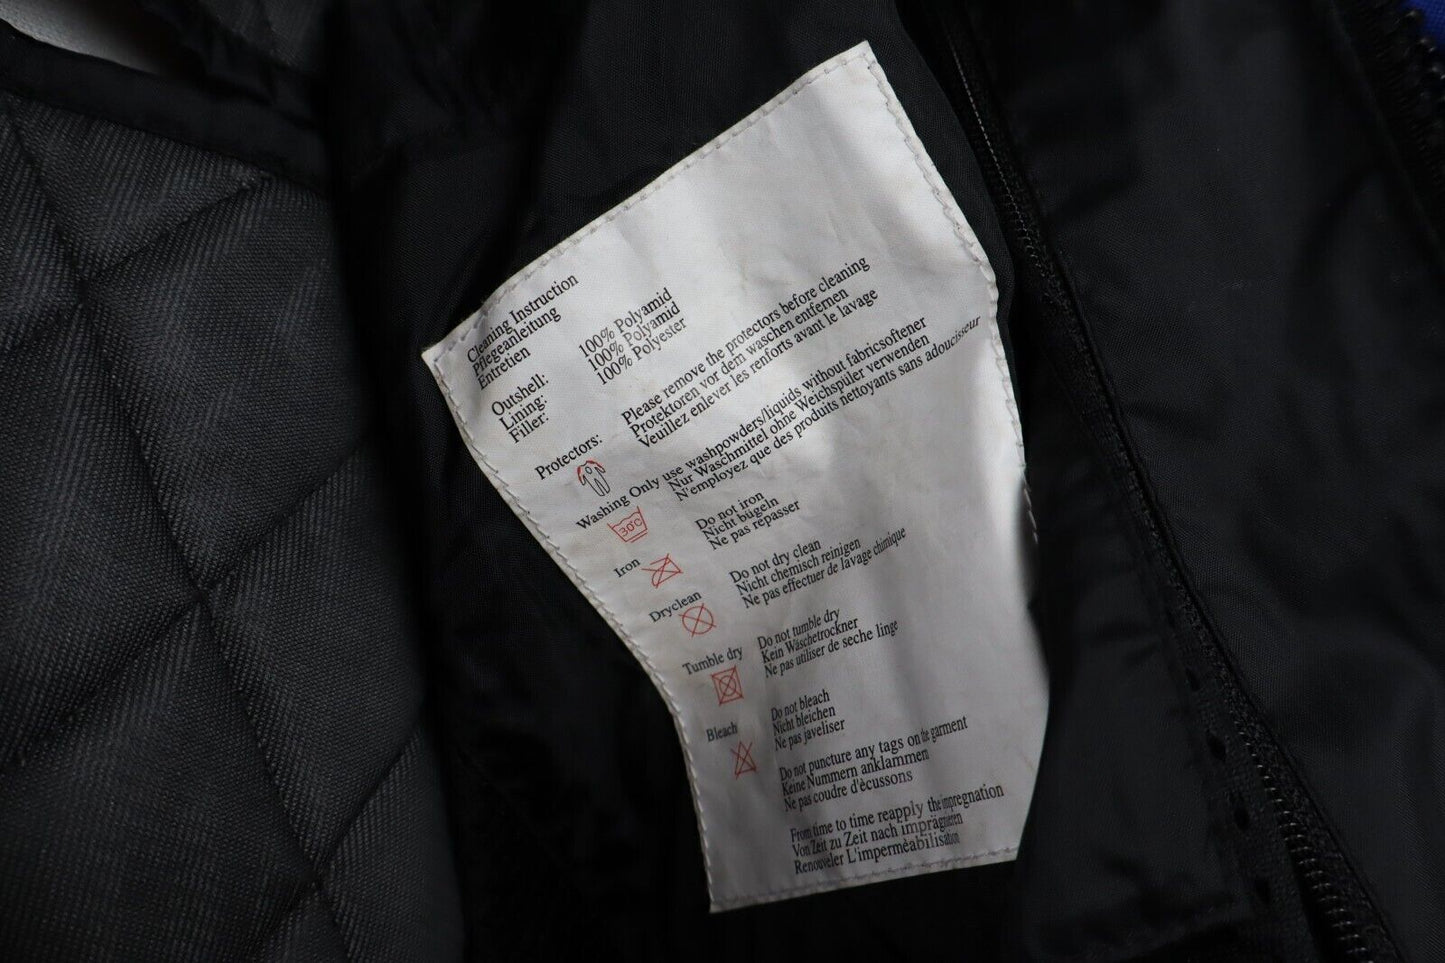 Cleaning Instruction
Pflegeanleitung
Entretien
Outshell: 100% Polyamid
Lining: 100% Polyamid
Filler: 100% Polyester
Protectors: Please remove the protectors before cleaning
Protektoren vor dem waschen entfernen
Veuillez enlever les renforts avant le lavage
Washing Only use washpowders/liquids without fabricsoftener
Nur Waschmittel ohne Weichspüler verwenden
N'employez que des produits nettoyants sans adoucisseur
30°C
Iron Do not iron
Nicht bügeln
Ne pas repasser
Dryclean Do not dry clean
Nicht chemisch reinigen
Ne pas effectuer de lavage chimique
Tumble dry Do not tumble dry
Kein Wäschetrockner
Ne pas utiliser de seche linge
Bleach Do not bleach
Nicht bleichen
Ne pas javeliser
Do not puncture any tags on the garment
Keine Nummern anklammen
Ne pas coudre d'ècussons
From time to time reapply the impregnation
Von Zeit zu Zeit nach imprägneren
Renouveler L'impermèabilisation